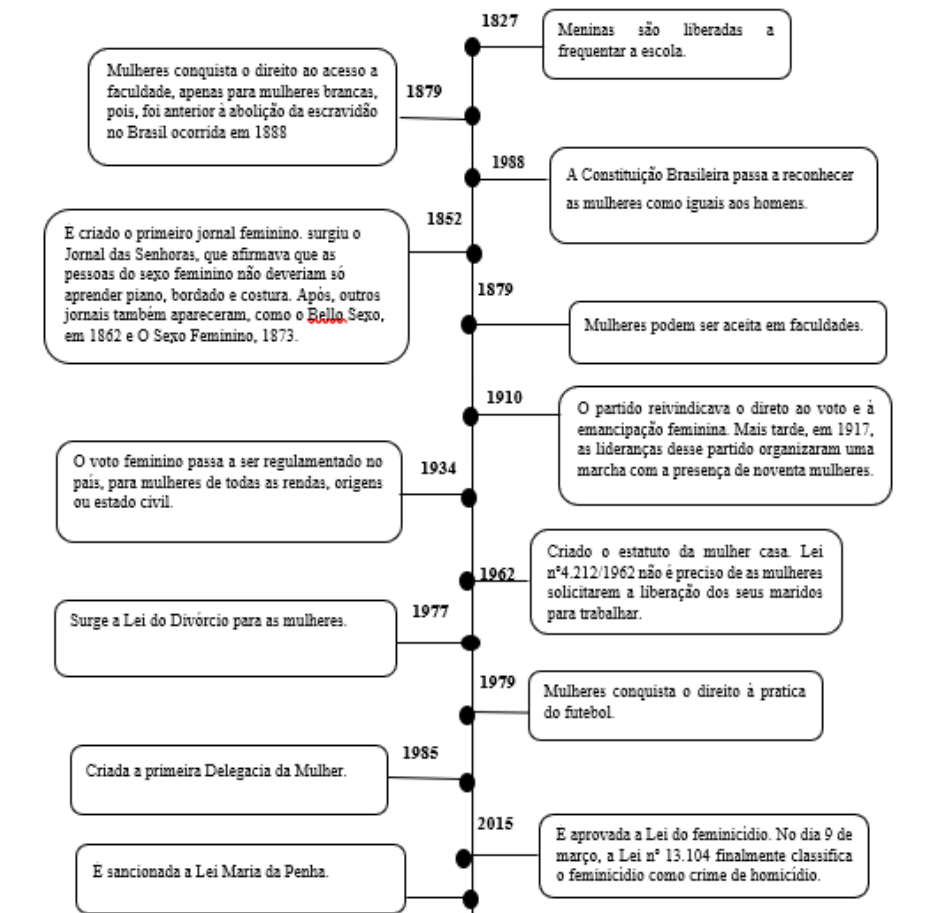 1827
Meninas são liberadas a
frequentar a escola.
Mulheres conquista o direito ao acesso a
faculdade, apenas para mulheres brancas,
pois, foi anterior à abolição da escravidão
no Brasil ocorrida em 1888
1879
1988
A Constituição Brasileira passa a reconhecer
as mulheres como iguais aos homens.
1852
É criado o primeiro jornal feminino. surgiu o
Jornal das Senhoras, que afirmava que as
pessoas do sexo feminino não deveriam só
aprender piano, bordado e costura. Após, outros
jornais também apareceram, como o Bello Sexo,
em 1862 e O Sexo Feminino, 1873.
1879
Mulheres podem ser aceita em faculdades.
1910
O partido reivindicava o direto ao voto e à
emancipação feminina. Mais tarde, em 1917,
as lideranças desse partido organizaram uma
marcha com a presença de noventa mulheres.
O voto feminino passa a ser regulamentado no
país, para mulheres de todas as rendas, origens
ou estado civil.
1934
Criado o estatuto da mulher casa. Lei
nº4.212/1962 não é preciso de as mulheres
solicitarem a liberação dos seus maridos
para trabalhar.
1962
Surge a Lei do Divórcio para as mulheres.
1977
1979
Mulheres conquista o direito à pratica
do futebol.
1985
Criada a primeira Delegacia da Mulher.
2015
É aprovada a Lei do feminicídio. No dia 9 de
março, a Lei nº 13.104 finalmente classifica
o feminicídio como crime de homicídio.
É sancionada a Lei Maria da Penha.